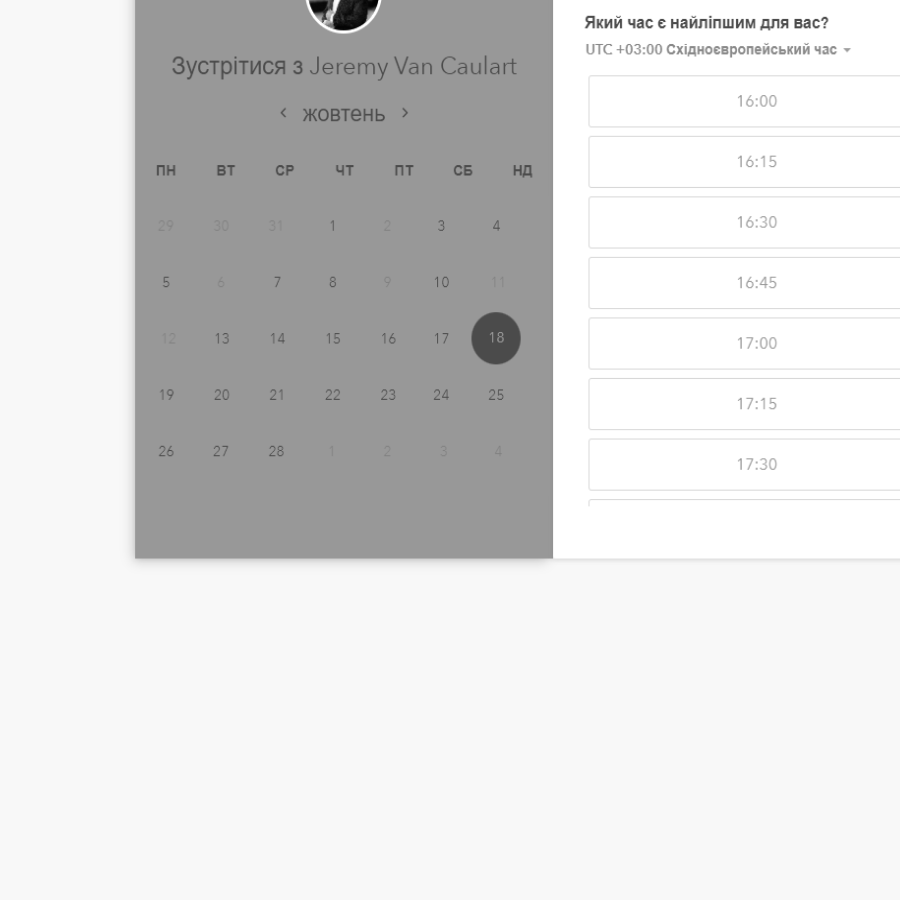 Зустрітися з Jeremy Van Caulart
жовтень
ПН ВТ СР ЧТ ПТ СБ НД
29 30 31 1 2 3 4
5 6 7 8 9 10 11
12 13 14 15 16 17 18
19 20 21 22 23 24 25
26 27 28 1 2 3 4
Який час є найліпшим для вас?
UTC +03:00 Східноєвропейський час
16:00
16:15
16:30
16:45
17:00
17:15
17:30